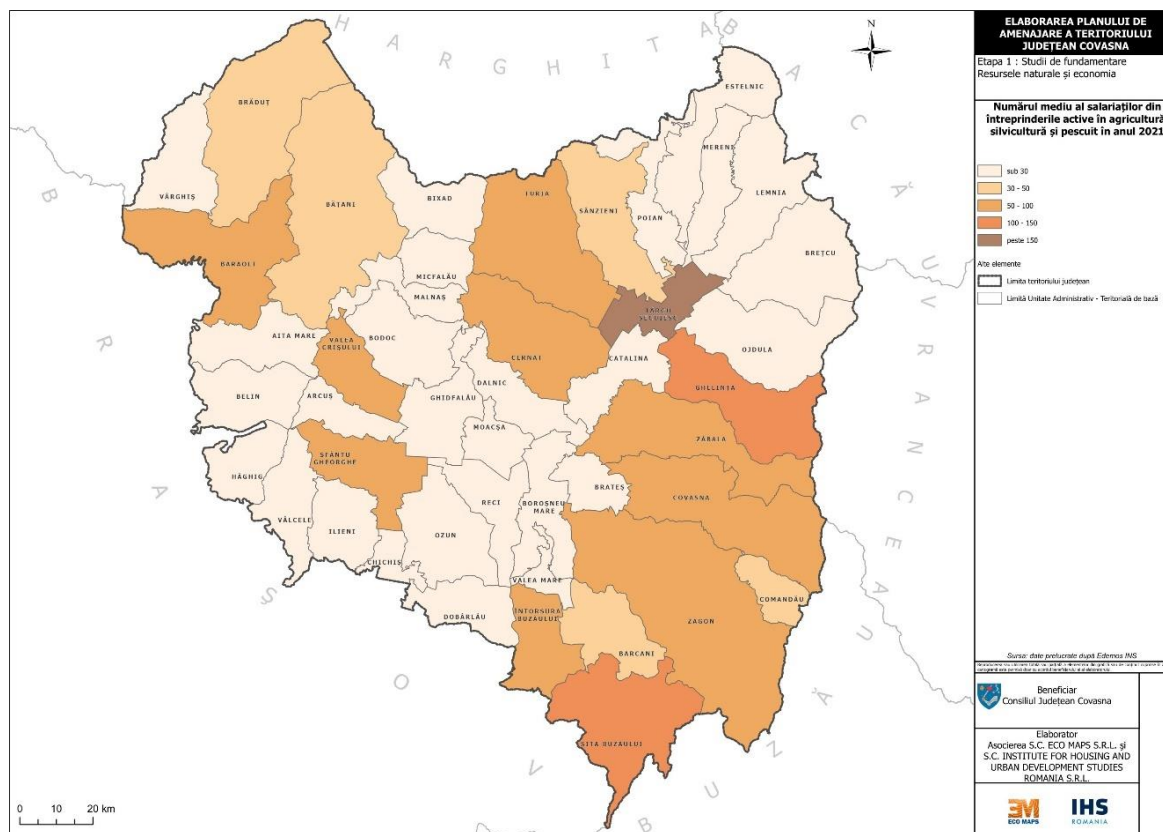 ELABORAREA PLANULUI DE
AMENAJARE A TERITORIULUI
JUDEȚEAN COVASNA
Etapa 1 : Studii de fundamentare
Resursele naturale și economia
Numărul mediu al salariaților din
întreprinderile active în agricultură
silvicultură și pescuit în anul 2021
sub 30
30 - 50
50 - 100
100 - 150
peste 150
Alte elemente
Limita teritoriului județean
Limită Unitate Administrativ - Teritorială de bază
Sursa: date prelucrate după Edemos INS
Beneficiar
Consiliul Județean Covasna
Elaborator
Asocierea S.C. ECO MAPS S.R.L. și
S.C. INSTITUTE FOR HOUSING AND
URBAN DEVELOPMENT STUDIES
ROMANIA S.R.L.
EM
ECO MAPS
IHS
ROMANIA
N
HARGHITA
BACĂU
VRANCEA
BUZĂU
BRAȘOV
ESTELNIC
BRĂDUȚ
MERENI
LEMNIA
VÂRGHIȘ
BĂȚANI
BIXAD
TURIA
SÂNZIENI
POIAN
BREȚCU
BARAOLT
MICFALĂU
MALNAȘ
TÂRGU
SECUIESC
AITA MARE
VALEA
CRIȘULUI
BODOC
CERNAT
CATALINA
OJDULA
DALNIC
GHELINȚA
BELIN
ARCUȘ
GHIDFALĂU
MOACȘA
ZĂBALA
SFÂNTU
GHEORGHE
HĂGHIG
BRATEȘ
COVASNA
RECI
BOROȘNEU
MARE
VÂLCELE
ILIENI
OZUN
CHICHIȘ
VALEA MARE
COMANDĂU
DOBÂRLĂU
ÎNTORSURA
BUZĂULUI
ZAGON
BARCANI
SITA BUZĂULUI
0 10 20 km